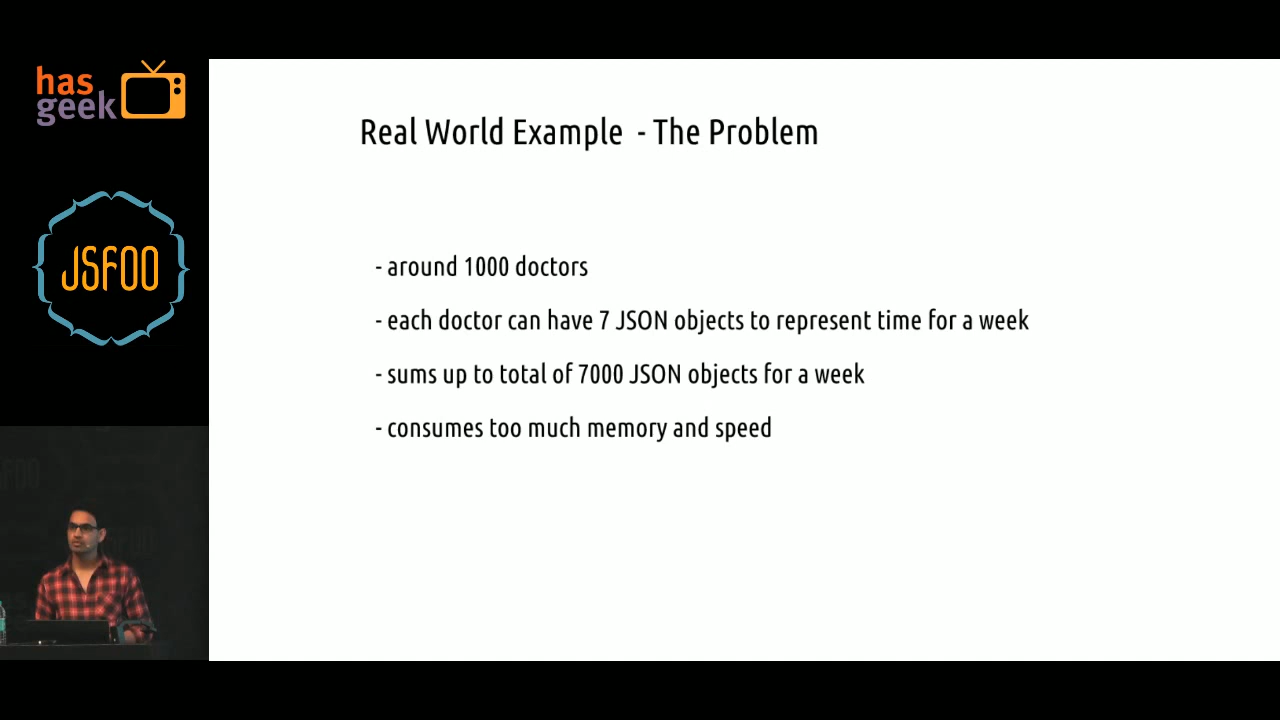 has
geek
JSFOO
Real World Example - The Problem
- around 1000 doctors
- each doctor can have 7 JSON objects to represent time for a week
- sums up to total of 7000 JSON objects for a week
- consumes too much memory and speed